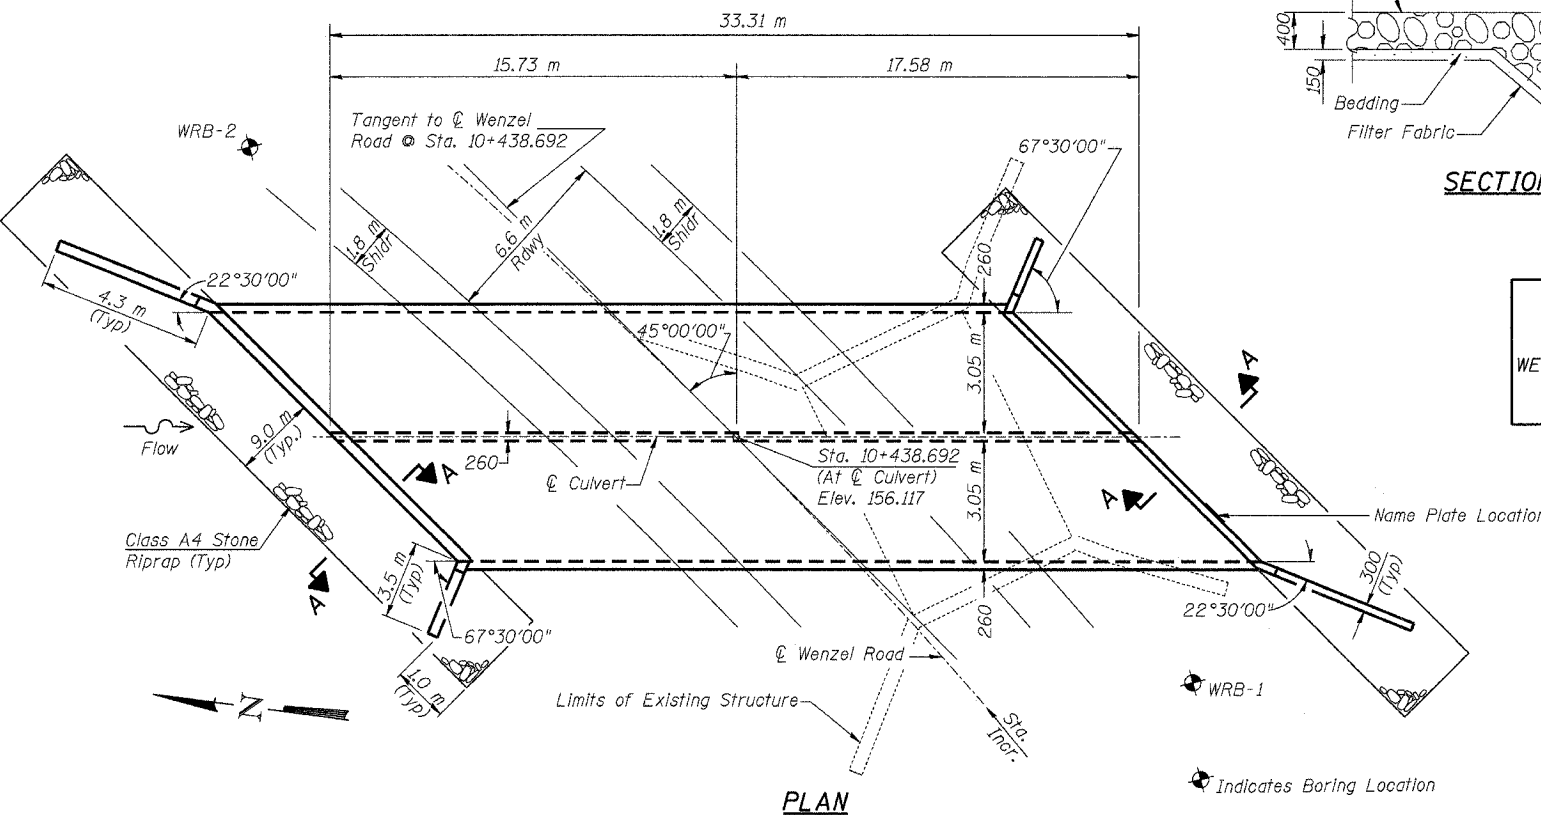 33.31 m
15.73 m
17.58 m
400
150
Bedding
Filter Fabric
SECTION
WRB-2
Tangent to ℄ Wenzel
Road @ Sta. 10+438.692
67°30'00"
1.8 m
Shldr
6.6 m
Rdwy
1.8 m
Shldr
260
22°30'00"
4.3 m
(Typ)
45°00'00"
3.05 m
A
WE
9.0 m
(Typ.)
Flow
260
A
℄ Culvert
Sta. 10+438.692
(At ℄ Culvert)
Elev. 156.117
3.05 m
A
Name Plate Location
Class A4 Stone
Riprap (Typ)
A
3.5 m
(Typ)
67°30'00"
260
22°30'00"
300
(Typ)
℄ Wenzel Road
1.0 m
(Typ)
N
Limits of Existing Structure
Sta.
Incr.
WRB-1
Indicates Boring Location
PLAN